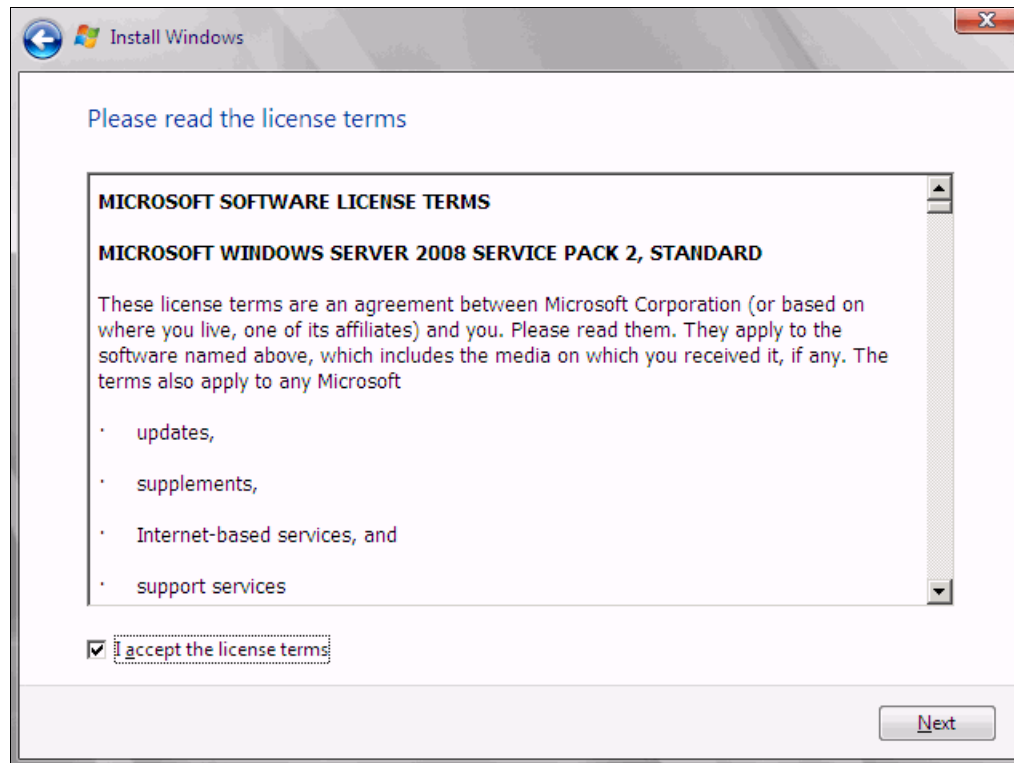 Install Windows
Please read the license terms
MICROSOFT SOFTWARE LICENSE TERMS
MICROSOFT WINDOWS SERVER 2008 SERVICE PACK 2, STANDARD
These license terms are an agreement between Microsoft Corporation (or based on
where you live, one of its affiliates) and you. Please read them. They apply to the
software named above, which includes the media on which you received it, if any. The
terms also apply to any Microsoft
· updates,
· supplements,
· Internet-based services, and
· support services
I accept the license terms
Next